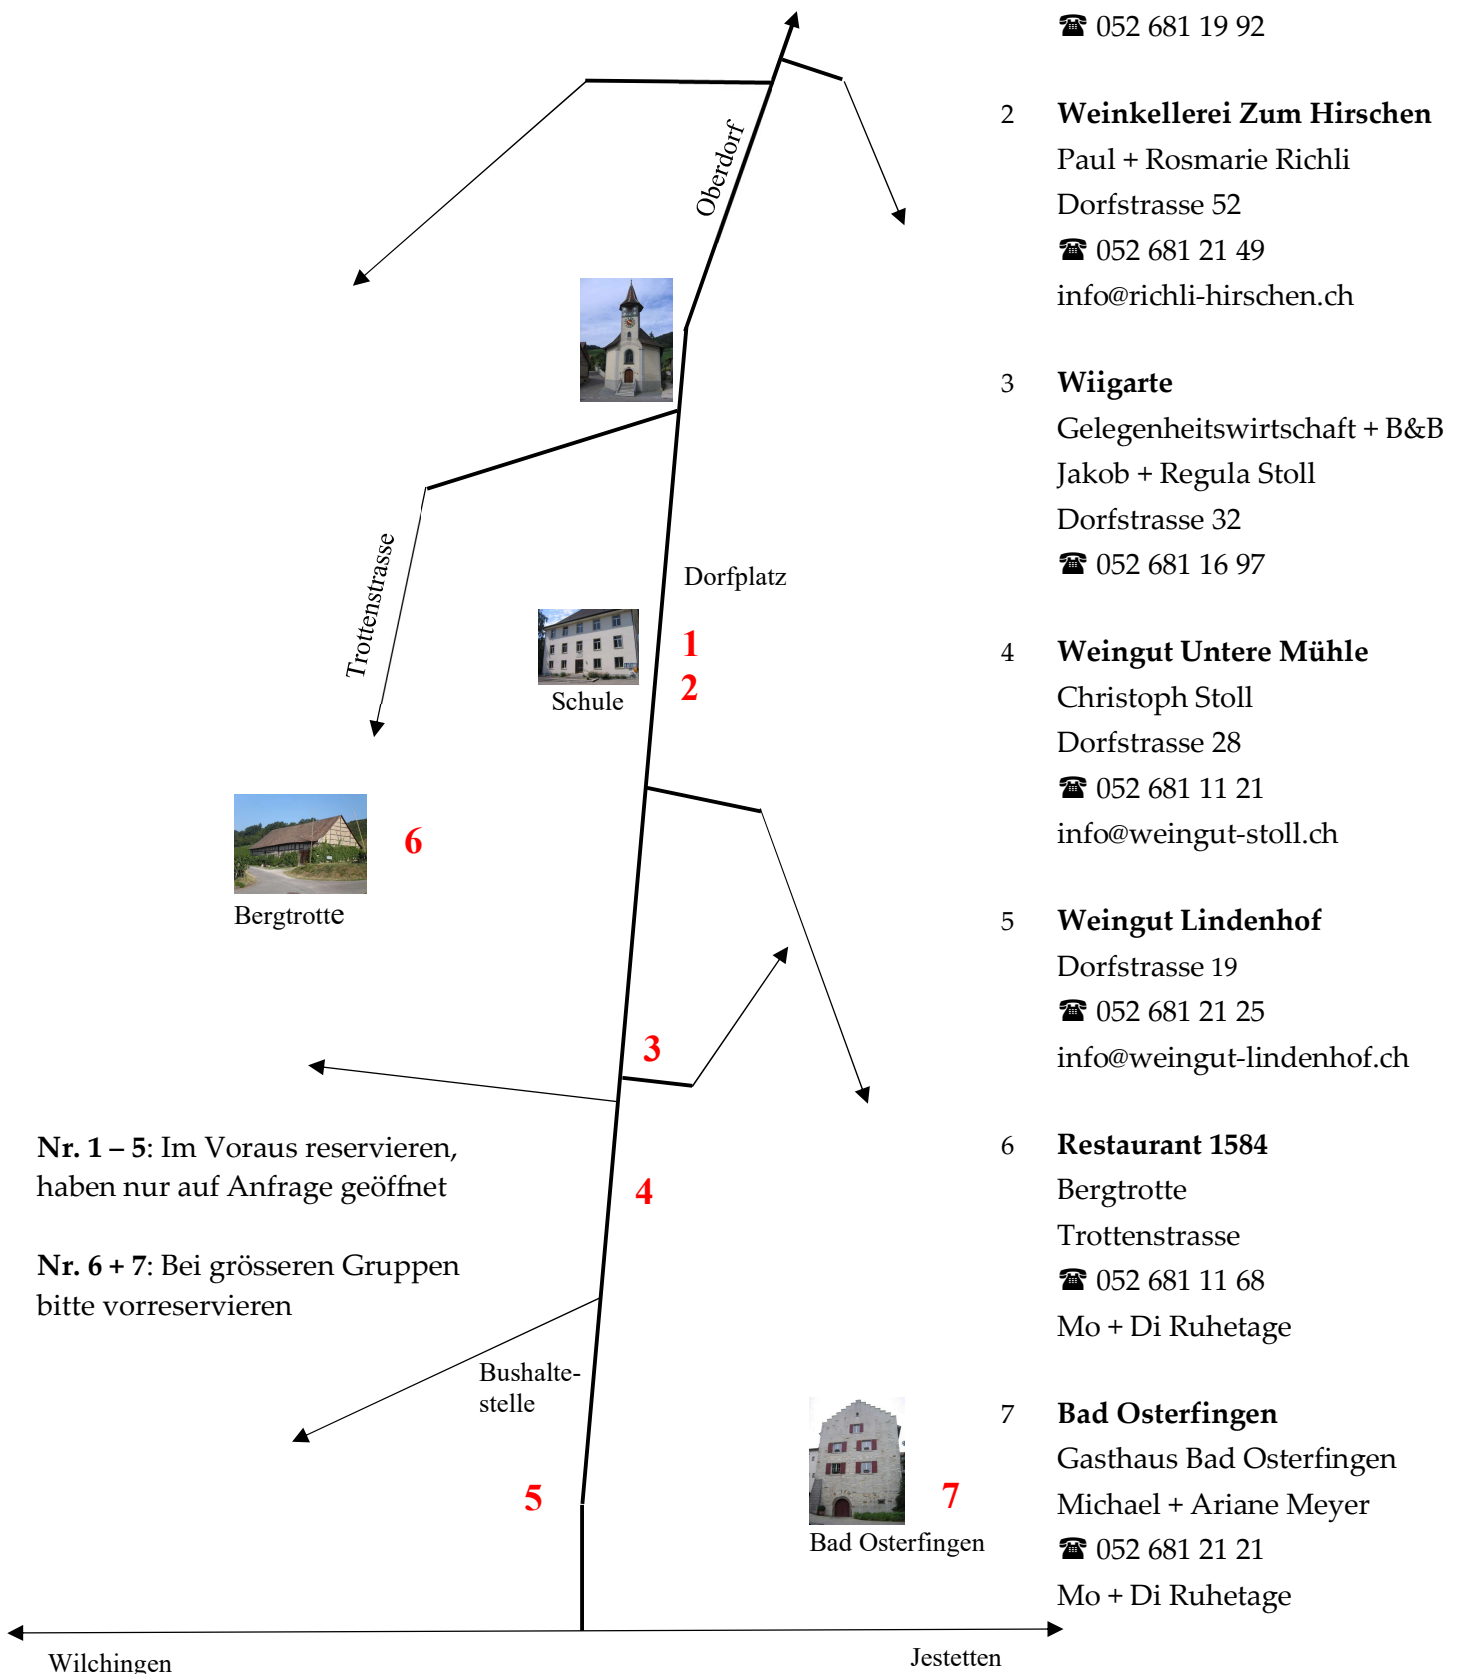 ☎ 052 681 19 92
2 Weinkellerei Zum Hirschen
Paul + Rosmarie Richli
Dorfstrasse 52
☎ 052 681 21 49
info@richli-hirschen.ch
3 Wiigarte
Gelegenheitswirtschaft + B&B
Jakob + Regula Stoll
Dorfstrasse 32
☎ 052 681 16 97
4 Weingut Untere Mühle
Christoph Stoll
Dorfstrasse 28
☎ 052 681 11 21
info@weingut-stoll.ch
5 Weingut Lindenhof
Dorfstrasse 19
☎ 052 681 21 25
info@weingut-lindenhof.ch
6 Restaurant 1584
Bergtrotte
Trottenstrasse
☎ 052 681 11 68
Mo + Di Ruhetage
7 Bad Osterfingen
Gasthaus Bad Osterfingen
Michael + Ariane Meyer
☎ 052 681 21 21
Mo + Di Ruhetage
Oberdorf
Trottenstrasse
Dorfplatz
1
2
Schule
6
Bergtrotte
3
4
Nr. 1 – 5: Im Voraus reservieren,
haben nur auf Anfrage geöffnet
Nr. 6 + 7: Bei grösseren Gruppen
bitte vorreservieren
Bushalte-
stelle
5
7
Bad Osterfingen
Wilchingen
Jestetten